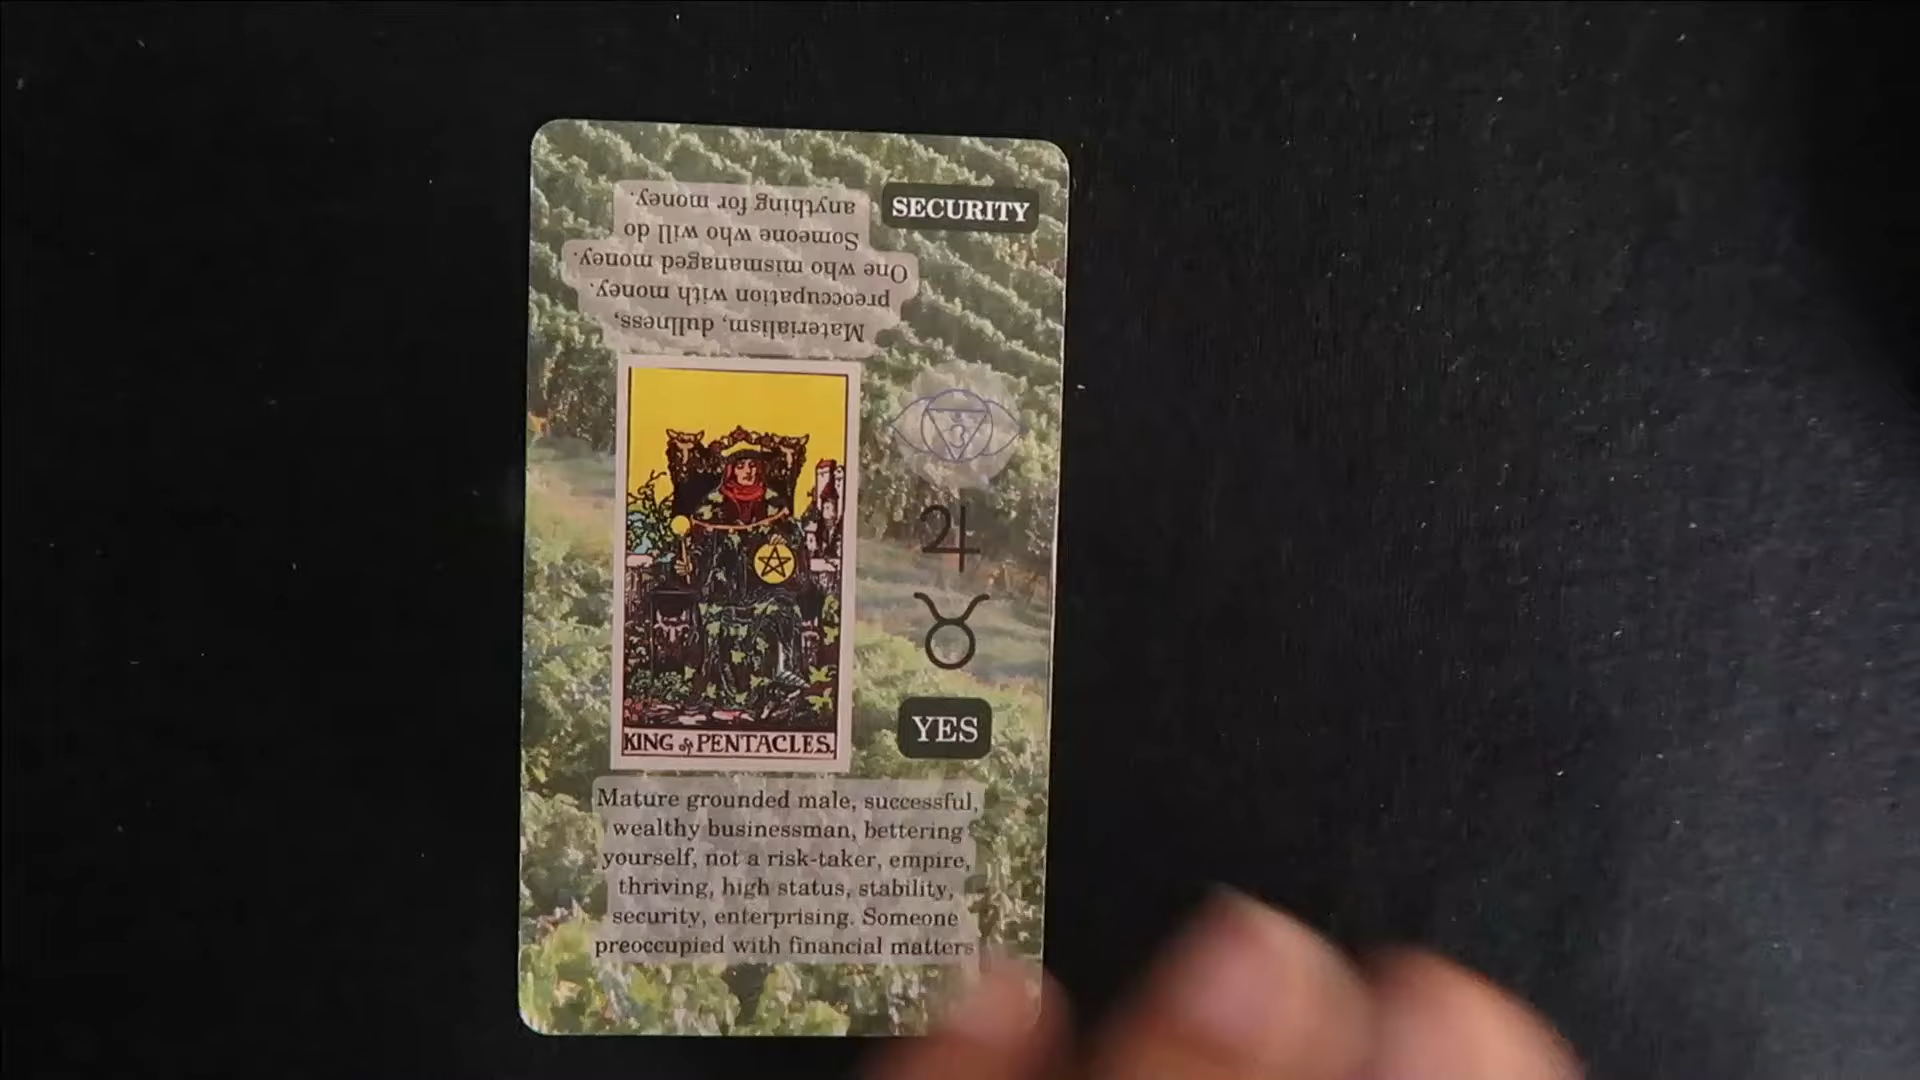 SECURITY
Materialism, dullness,
preoccupation with money.
One who mismanaged money.
Someone who will do
anything for money.
KING of PENTACLES.
YES
Mature grounded male, successful,
wealthy businessman, bettering
yourself, not a risk-taker, empire,
thriving, high status, stability,
security, enterprising. Someone
preoccupied with financial matters